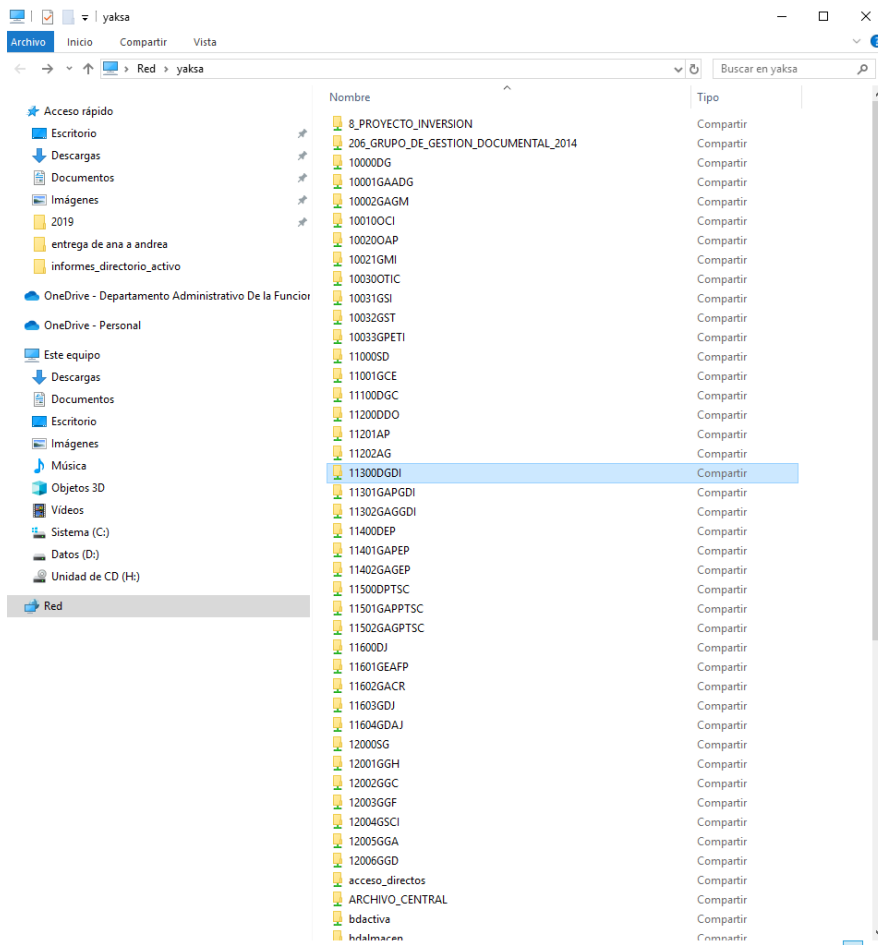 yaksa
Archivo Inicio Compartir Vista
Red > yaksa
Buscar en yaksa
Acceso rápido
Escritorio
Descargas
Documentos
Imágenes
2019
entrega de ana a andrea
informes_directorio_activo
OneDrive - Departamento Administrativo De la Funcior
OneDrive - Personal
Este equipo
Descargas
Documentos
Escritorio
Imágenes
Música
Objetos 3D
Vídeos
Sistema (C:)
Datos (D:)
Unidad de CD (H:)
Red
Nombre Tipo
8_PROYECTO_INVERSION Compartir
206_GRUPO_DE_GESTION_DOCUMENTAL_2014 Compartir
10000DG Compartir
10001GAADG Compartir
10002GAGM Compartir
10010OCI Compartir
10020OAP Compartir
10021GMI Compartir
10030OTIC Compartir
10031GSI Compartir
10032GST Compartir
10033GPETI Compartir
11000SD Compartir
11001GCE Compartir
11100DGC Compartir
11200DDO Compartir
11201AP Compartir
11202AG Compartir
11300DGDI Compartir
11301GAPGDI Compartir
11302GAGGDI Compartir
11400DEP Compartir
11401GAPEP Compartir
11402GAGEP Compartir
11500DPTSC Compartir
11501GAPPTSC Compartir
11502GAGPTSC Compartir
11600DJ Compartir
11601GEAFP Compartir
11602GACR Compartir
11603GDJ Compartir
11604GDAJ Compartir
12000SG Compartir
12001GGH Compartir
12002GGC Compartir
12003GGF Compartir
12004GSCI Compartir
12005GGA Compartir
12006GGD Compartir
acceso_directos Compartir
ARCHIVO_CENTRAL Compartir
bdactiva Compartir
bdalmacen Compartir